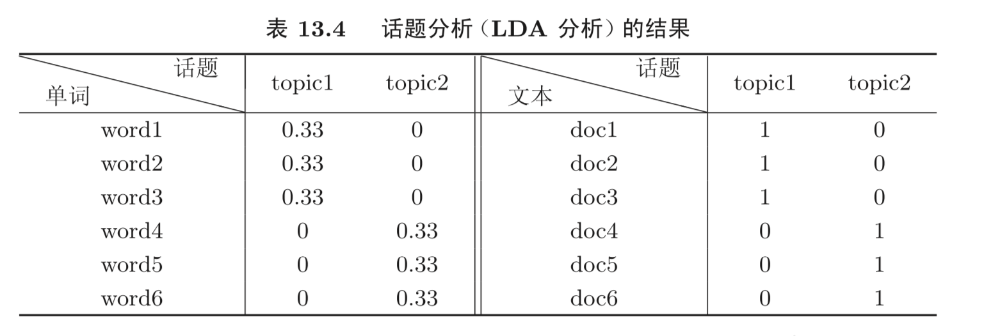 表 13.4 话题分析（LDA 分析）的结果
话题 单词 topic1 topic2 话题 文本 topic1 topic2
word1 0.33 0 doc1 1 0
word2 0.33 0 doc2 1 0
word3 0.33 0 doc3 1 0
word4 0 0.33 doc4 0 1
word5 0 0.33 doc5 0 1
word6 0 0.33 doc6 0 1